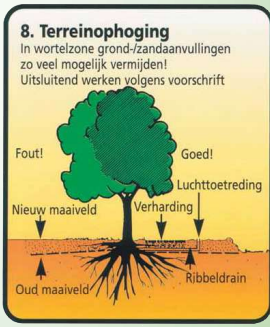 8. Terreinophoging
In wortelzone grond-/zandaanvullingen
zo veel mogelijk vermijden!
Uitsluitend werken volgens voorschrift
Fout!
Goed!
Luchttoetreding
Nieuw maaiveld
Verharding
Ribbeldrain
Oud maaiveld